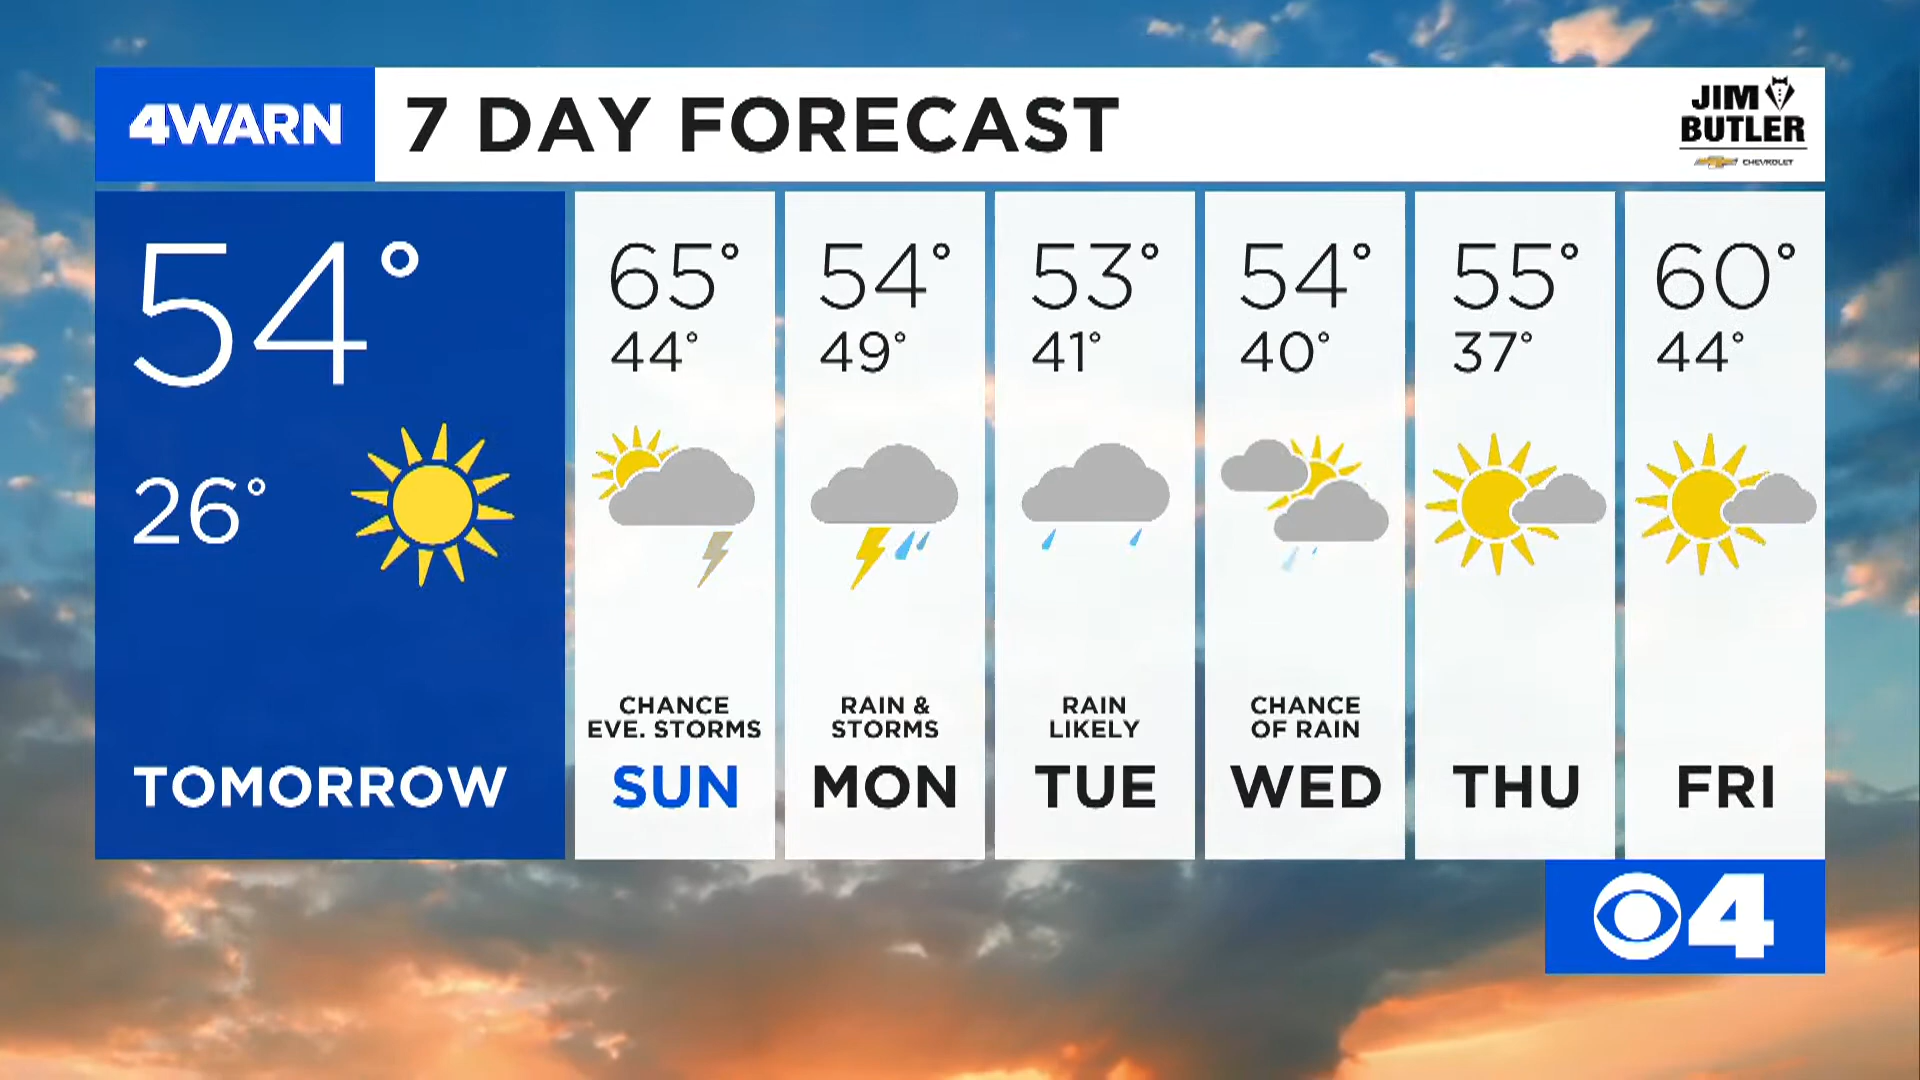 4WARN
7 DAY FORECAST
JIM
BUTLER
CHEVROLET
54°
26°
TOMORROW
65°
44°
CHANCE
EVE. STORMS
SUN
54°
49°
RAIN &
STORMS
MON
53°
41°
RAIN
LIKELY
TUE
54°
40°
CHANCE
OF RAIN
WED
55°
37°
THU
60°
44°
FRI
4